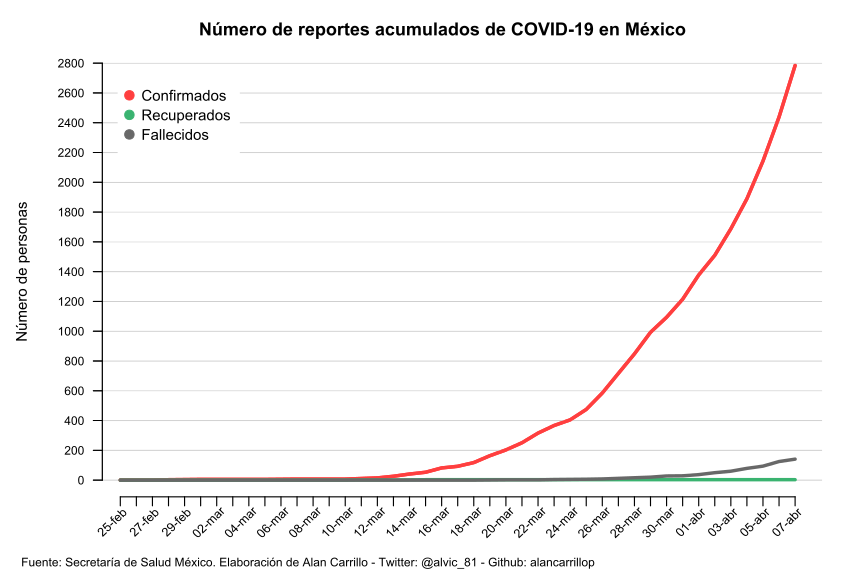 Número de reportes acumulados de COVID-19 en México
Número de personas
2800
2600
2400
2200
2000
1800
1600
1400
1200
1000
800
600
400
200
0
Confirmados
Recuperados
Fallecidos
25-feb
27-feb
29-feb
02-mar
04-mar
06-mar
08-mar
10-mar
12-mar
14-mar
16-mar
18-mar
20-mar
22-mar
24-mar
26-mar
28-mar
30-mar
01-abr
03-abr
05-abr
07-abr
Fuente: Secretaría de Salud México. Elaboración de Alan Carrillo - Twitter: @alvic_81 - Github: alancarrillop